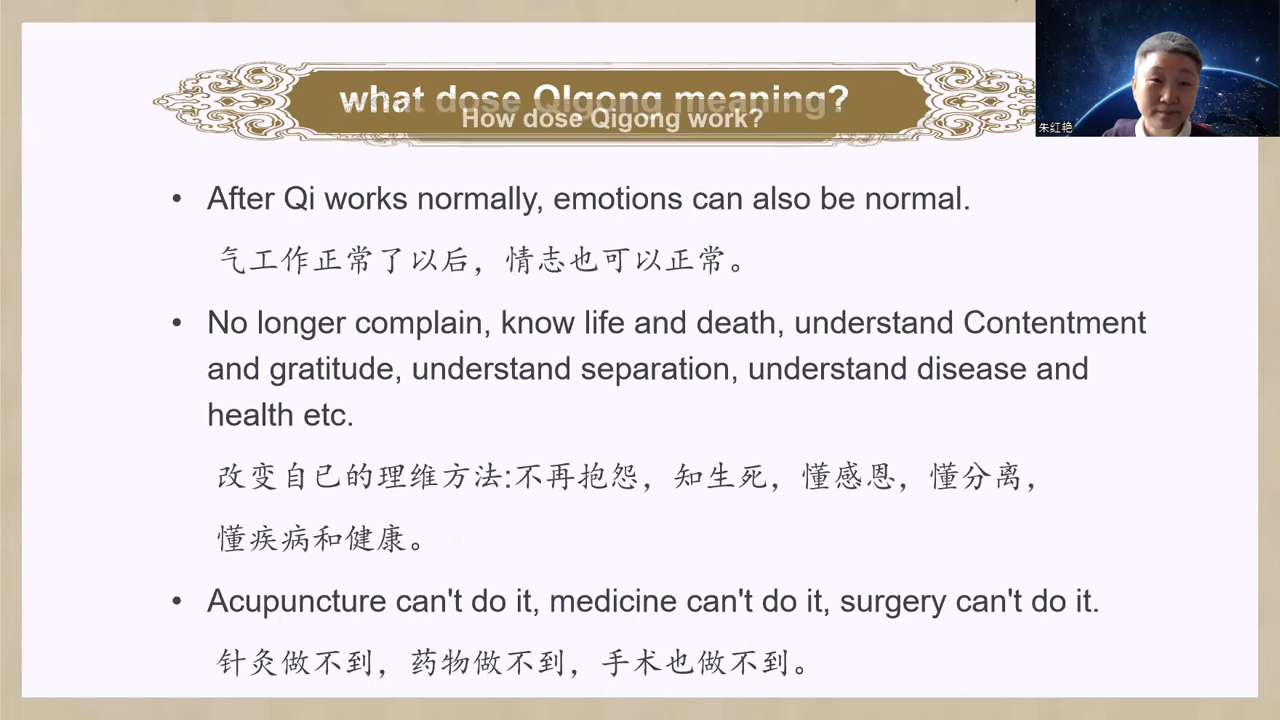 what dose QIgong meaning?
How dose Qigong work?
朱红艳
• After Qi works normally, emotions can also be normal.
气工作正常了以后，情志也可以正常。
• No longer complain, know life and death, understand Contentment
and gratitude, understand separation, understand disease and
health etc.
改变自己的理维方法:不再抱怨，知生死，懂感恩，懂分离，
懂疾病和健康。
• Acupuncture can't do it, medicine can't do it, surgery can't do it.
针灸做不到，药物做不到，手术也做不到。